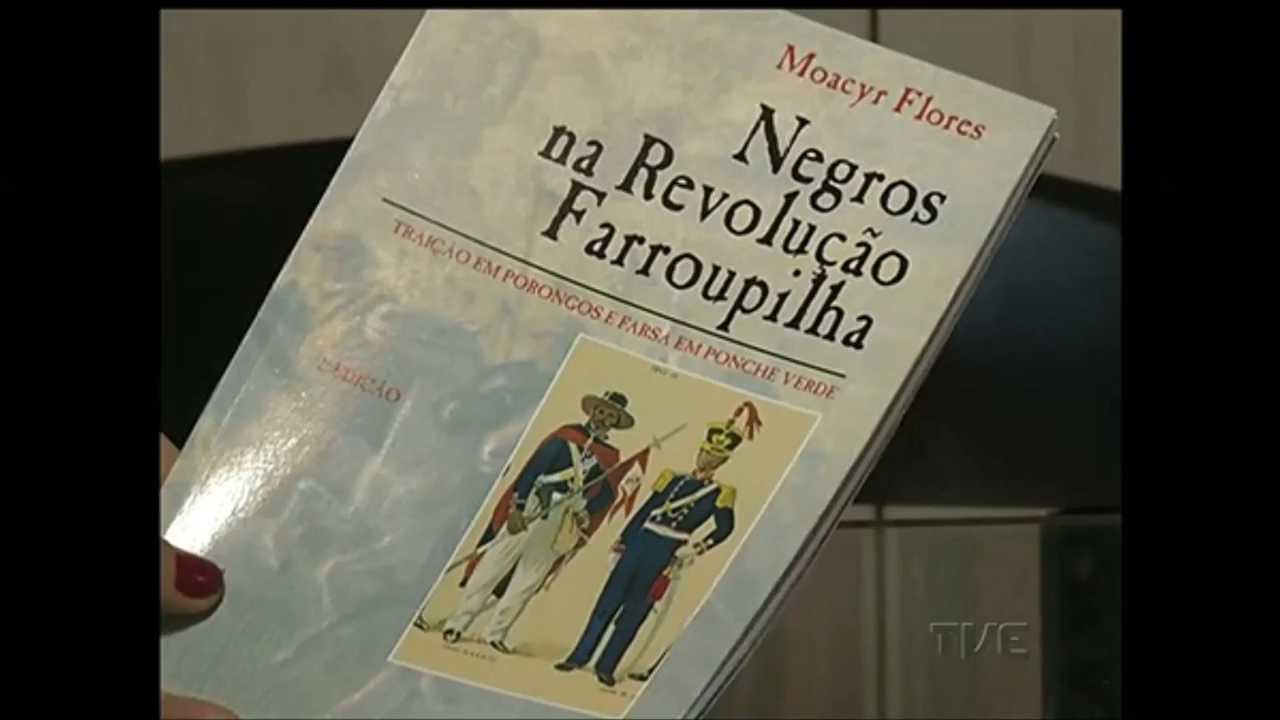 Moacyr Flores
Negros
na Revolução
Farroupilha
TRAIÇÃO EM PORONGOS E FARSA EM PONCHE VERDE
2ª EDIÇÃO
TVE